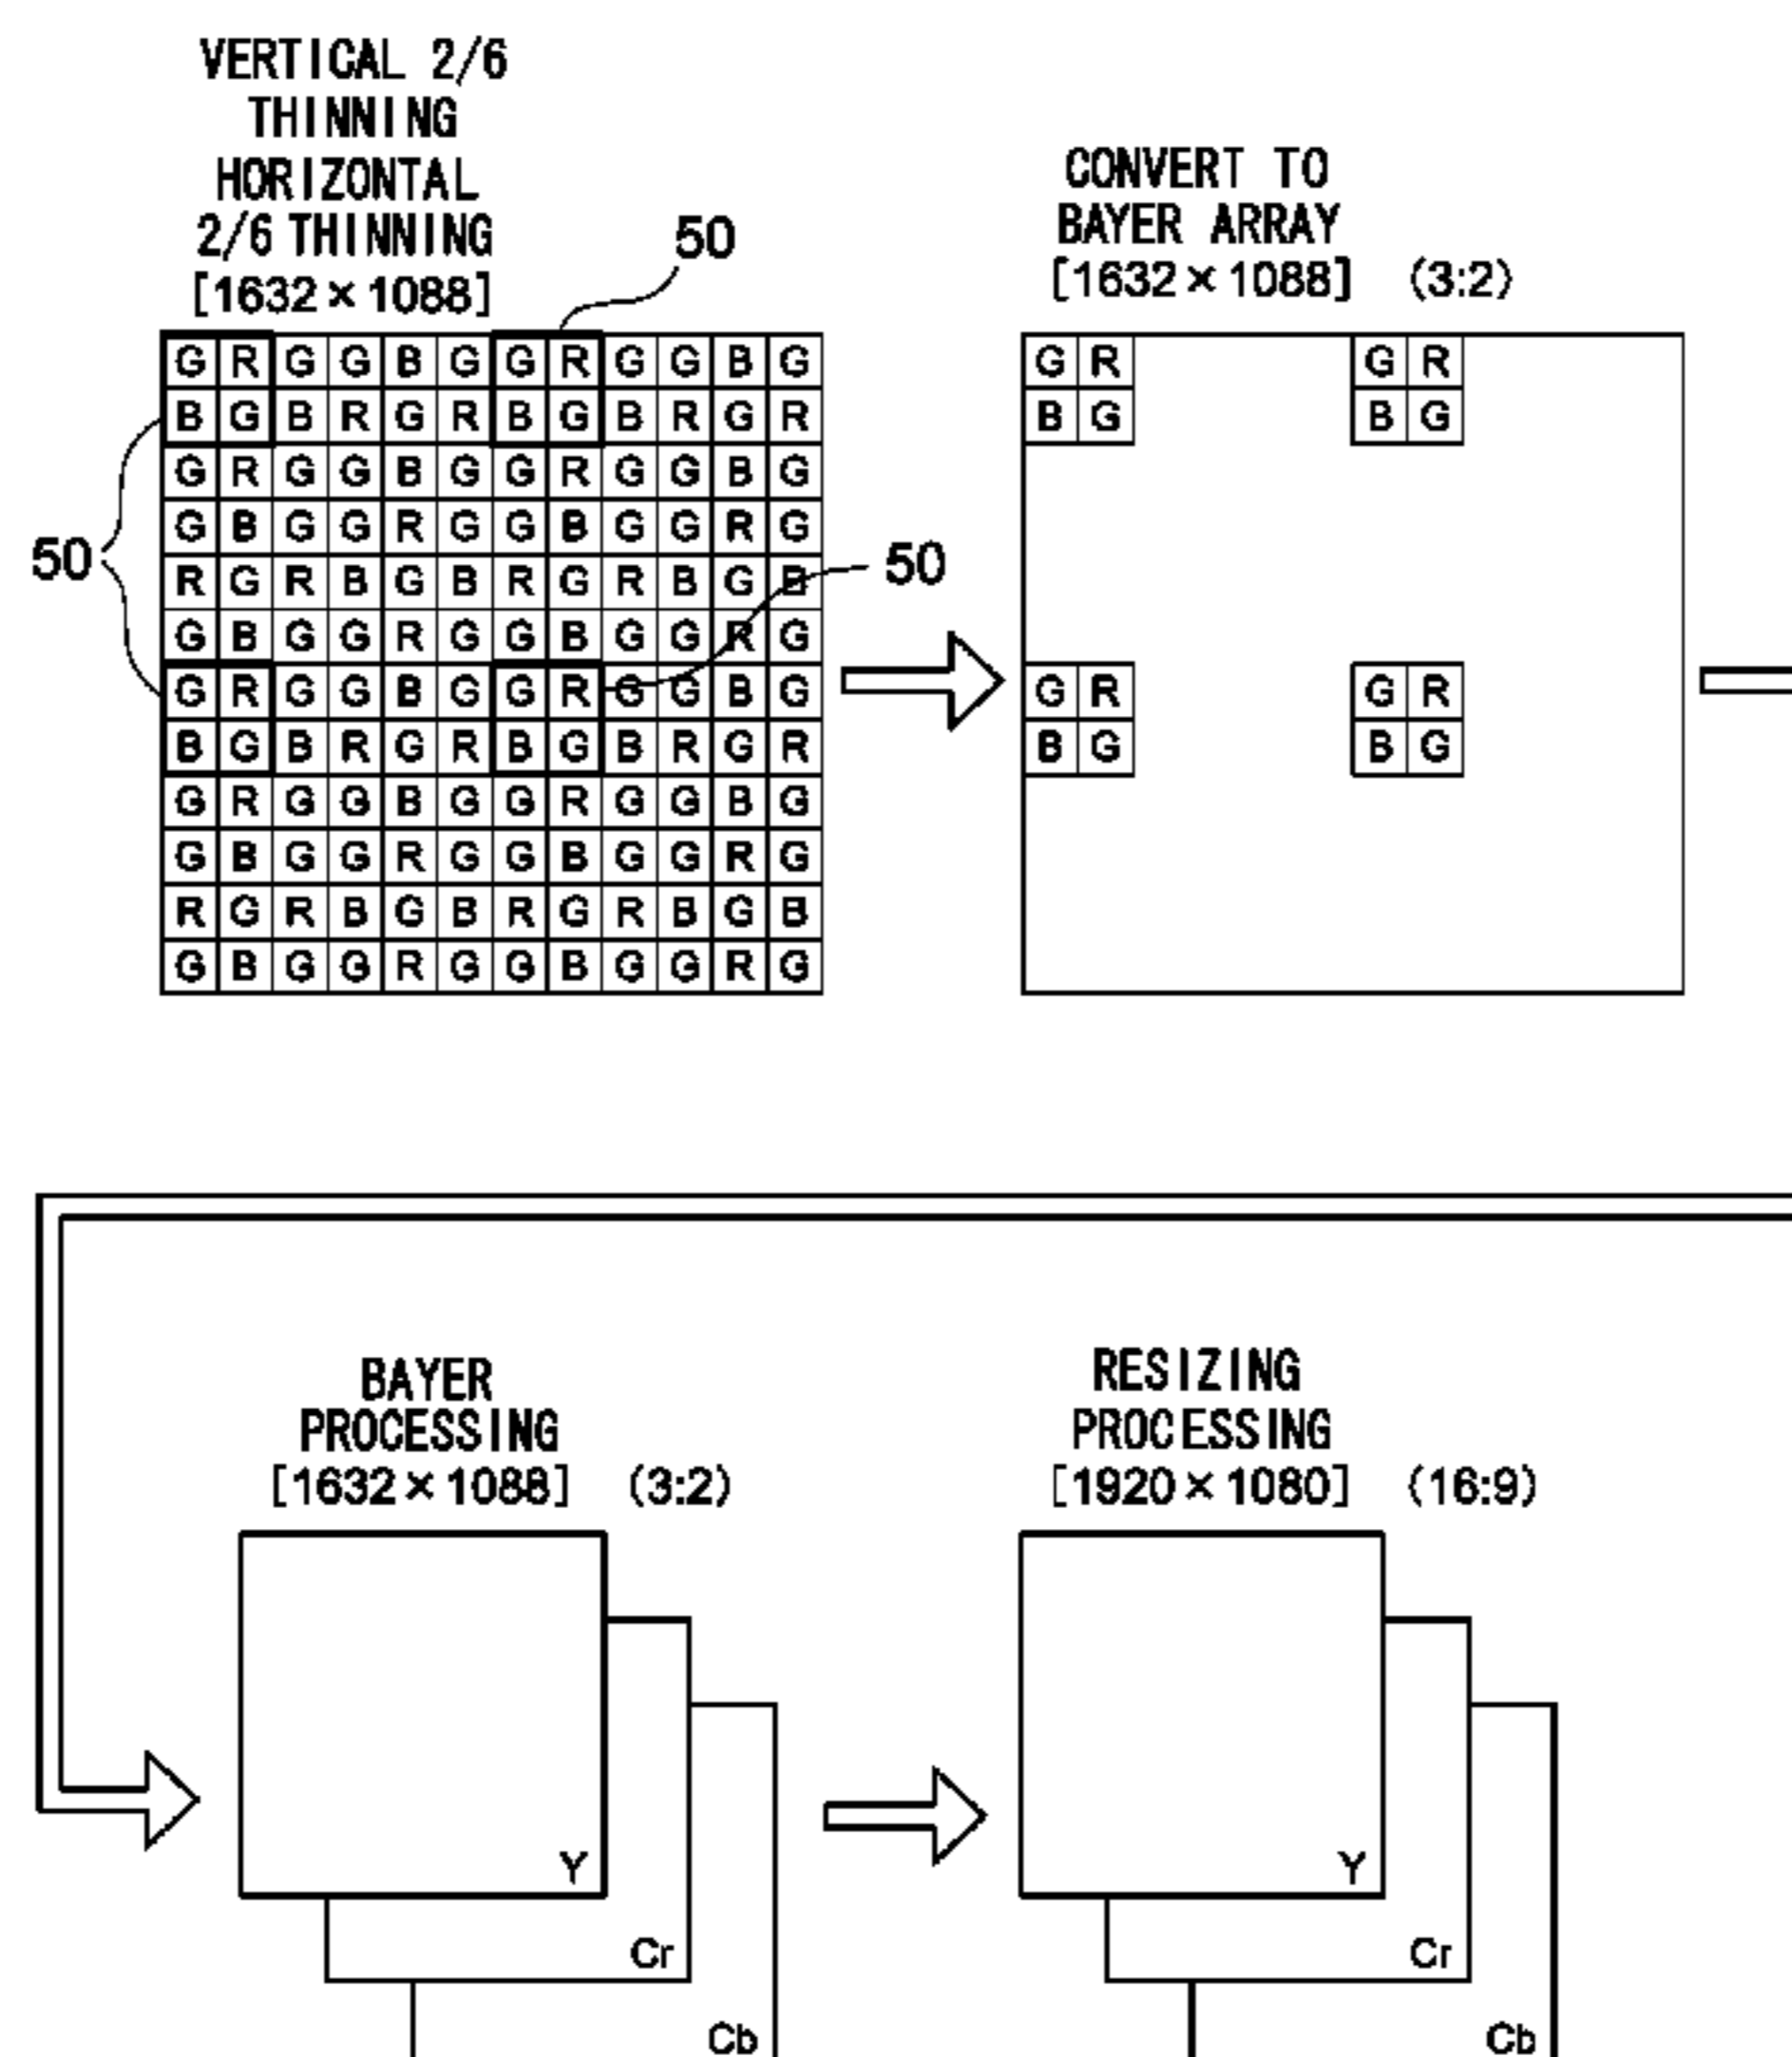 VERTICAL 2/6
THINNING
HORIZONTAL
2/6 THINNING
[1632×1088]
50
CONVERT TO
BAYER ARRAY
[1632×1088] (3:2)
G R G G B G G R G G B G
B G B R G R B G B R G R
G R G G B G G R G G B G
G B G G R G G B G G R G
R G R B G B R G R B G B
G B G G R G G B G G R G
G R G G B G G R G G B G
B G B R G R B G B R G R
G R G G B G G R G G B G
G B G G R G G B G G R G
R G R B G B R G R B G B
G B G G R G G B G G R G
50
50
G R G R
B G B G
G R G R
B G B G
BAYER
PROCESSING
[1632×1088] (3:2)
Y
Cr
Cb
RESIZING
PROCESSING
[1920×1080] (16:9)
Y
Cr
Cb